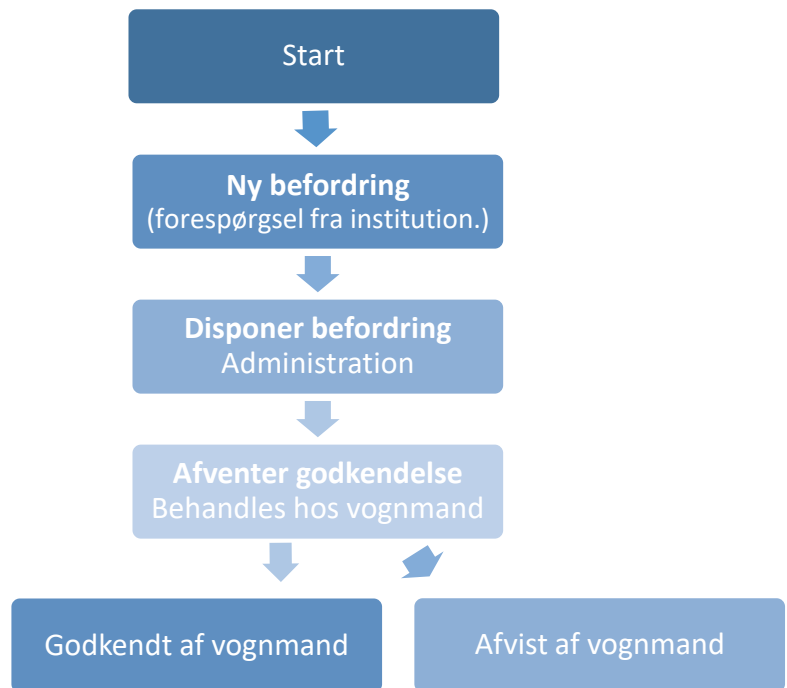 Start
Ny befordring
(forespørgsel fra institution.)
Disponer befordring
Administration
Afventer godkendelse
Behandles hos vognmand
Godkendt af vognmand
Afvist af vognmand